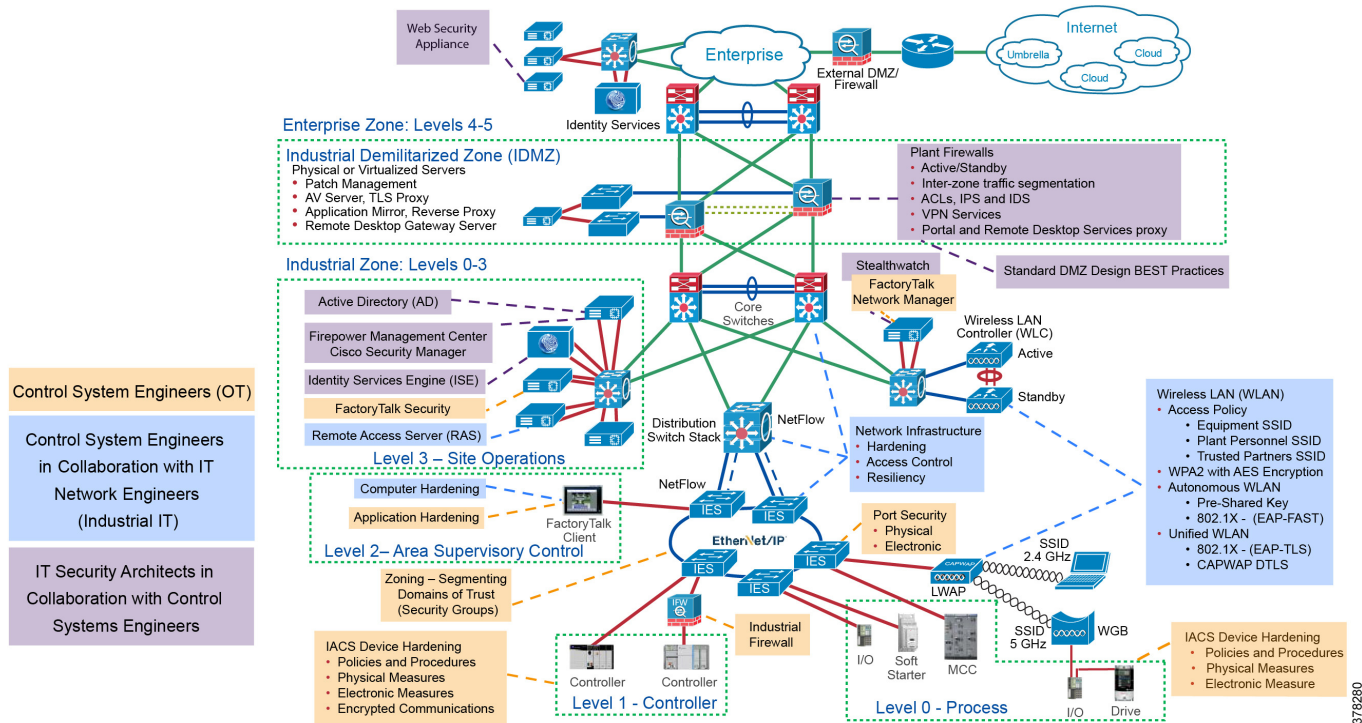 Web Security
Appliance
Identity Services
Enterprise
External DMZ/
Firewall
Internet
Umbrella
Cloud
Cloud
Enterprise Zone: Levels 4-5
Industrial Demilitarized Zone (IDMZ)
Physical or Virtualized Servers
• Patch Management
• AV Server, TLS Proxy
• Application Mirror, Reverse Proxy
• Remote Desktop Gateway Server
Plant Firewalls
• Active/Standby
• Inter-zone traffic segmentation
• ACLs, IPS and IDS
• VPN Services
• Portal and Remote Desktop Services proxy
Standard DMZ Design BEST Practices
Industrial Zone: Levels 0-3
Active Directory (AD)
Firepower Management Center
Cisco Security Manager
Identity Services Engine (ISE)
FactoryTalk Security
Remote Access Server (RAS)
Level 3 – Site Operations
Core
Switches
Stealthwatch
FactoryTalk
Network Manager
Wireless LAN
Controller (WLC)
Active
Standby
Distribution
Switch Stack
NetFlow
NetFlow
Network Infrastructure
• Hardening
• Access Control
• Resiliency
Wireless LAN (WLAN)
• Access Policy
• Equipment SSID
• Plant Personnel SSID
• Trusted Partners SSID
• WPA2 with AES Encryption
• Autonomous WLAN
• Pre-Shared Key
• 802.1X - (EAP-FAST)
• Unified WLAN
• 802.1X - (EAP-TLS)
• CAPWAP DTLS
Control System Engineers (OT)
Control System Engineers
in Collaboration with IT
Network Engineers
(Industrial IT)
IT Security Architects in
Collaboration with Control
Systems Engineers
Computer Hardening
Application Hardening
FactoryTalk
Client
Level 2– Area Supervisory Control
IES
IES
IES
IES
IES
EtherNet/IP
Port Security
• Physical
• Electronic
Zoning – Segmenting
Domains of Trust
(Security Groups)
IFW
Industrial
Firewall
CAPWAP
LWAP
SSID
2.4 GHz
SSID
5 GHz
WGB
IACS Device Hardening
• Policies and Procedures
• Physical Measures
• Electronic Measures
• Encrypted Communications
Controller
Controller
Level 1 - Controller
I/O
Soft
Starter
MCC
Level 0 - Process
I/O
Drive
IACS Device Hardening
• Policies and Procedures
• Physical Measures
• Electronic Measure
378280